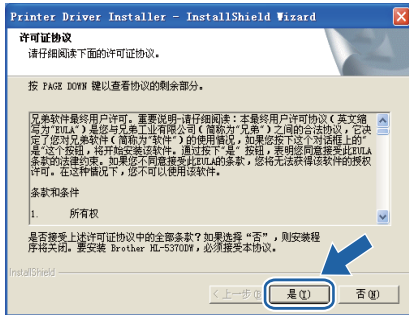 Printer Driver Installer - InstallShield Wizard
许可证协议
请仔细阅读下面的许可证协议。
按 PAGE DOWN 键以查看协议的剩余部分。
兄弟软件最终用户许可。重要说明-请仔细阅读：本最终用户许可协议（英文缩
写为“EULA”）是您与兄弟工业有限公司（简称为“兄弟”）之间的合法协议，它决
定了您对兄弟软件（简称为“软件”）的使用情况，如果您按下这个对话框上的“
是”这个按钮，将开始安装该软件。通过按下“是” 按钮，表明您同意接受此EULA
条款的法律约束。如果您不同意接受此EULA的条款，您将无法获得该软件的授权
许可。在这种情况下，您不可以使用该软件。
条款和条件
1. 所有权
是否接受上述许可证协议中的全部条款？如果选择 “否” ，则安装程
序将关闭。要安装 Brother HL-5370DW，必须接受本协议。
InstallShield
<上一步(B) 是(Y) 否(N)